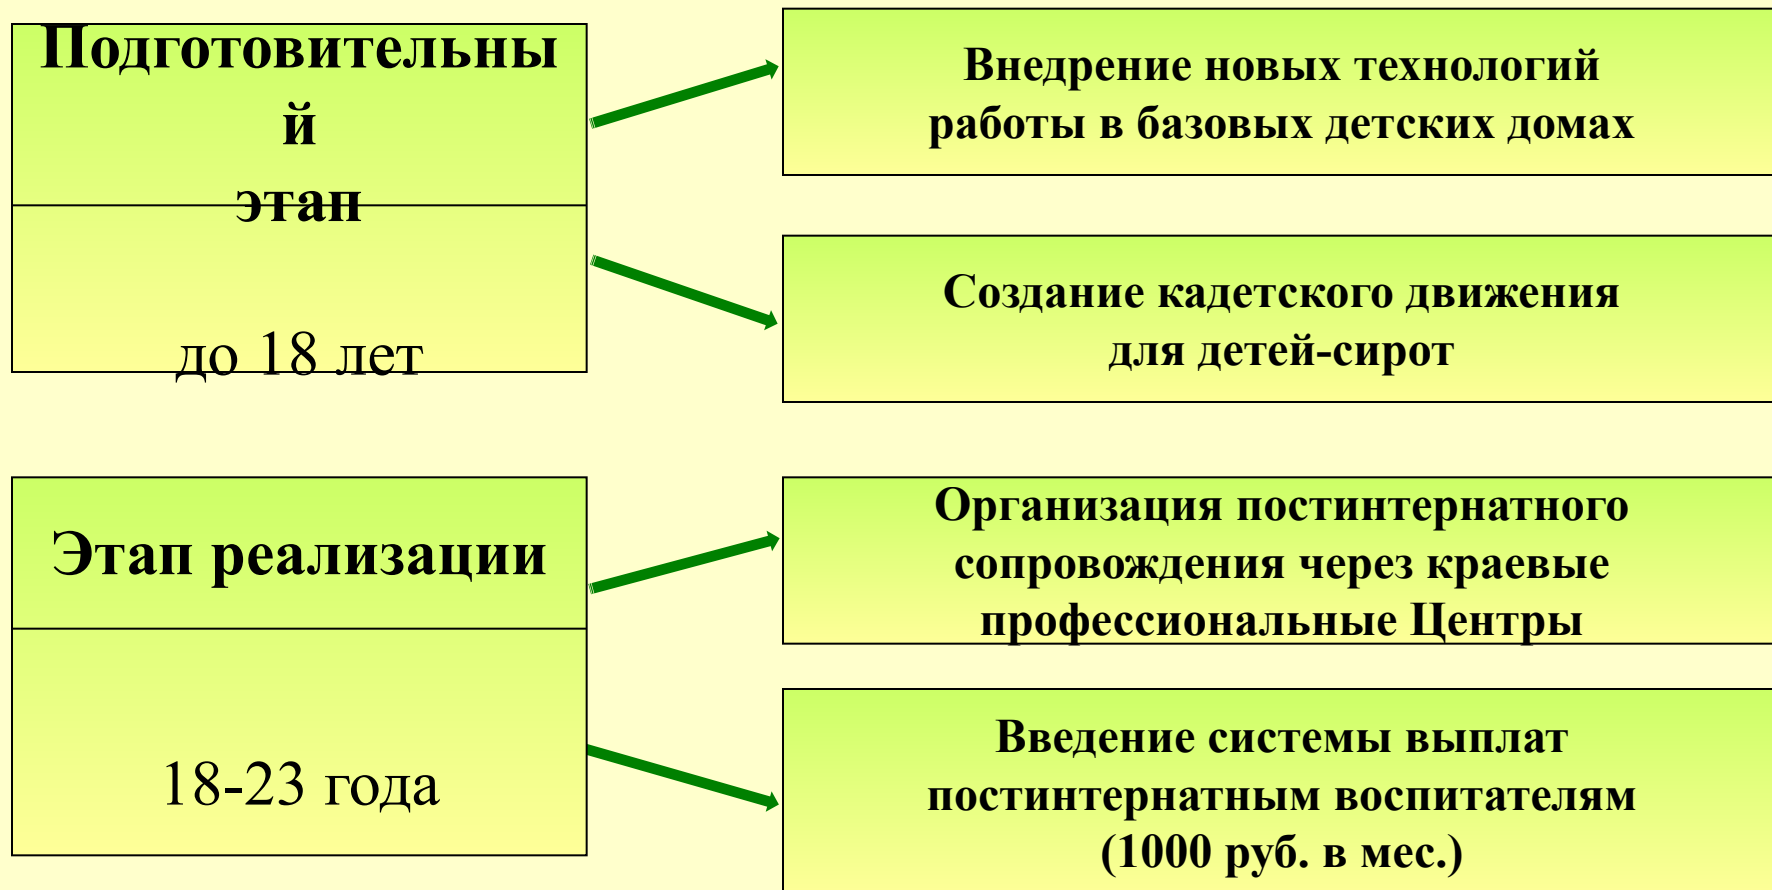 Подготовительны
й
этап
до 18 лет
Внедрение новых технологий
работы в базовых детских домах
Создание кадетского движения
для детей-сирот
Этап реализации
18-23 года
Организация постинтернатного
сопровождения через краевые
профессиональные Центры
Введение системы выплат
постинтернатным воспитателям
(1000 руб. в мес.)